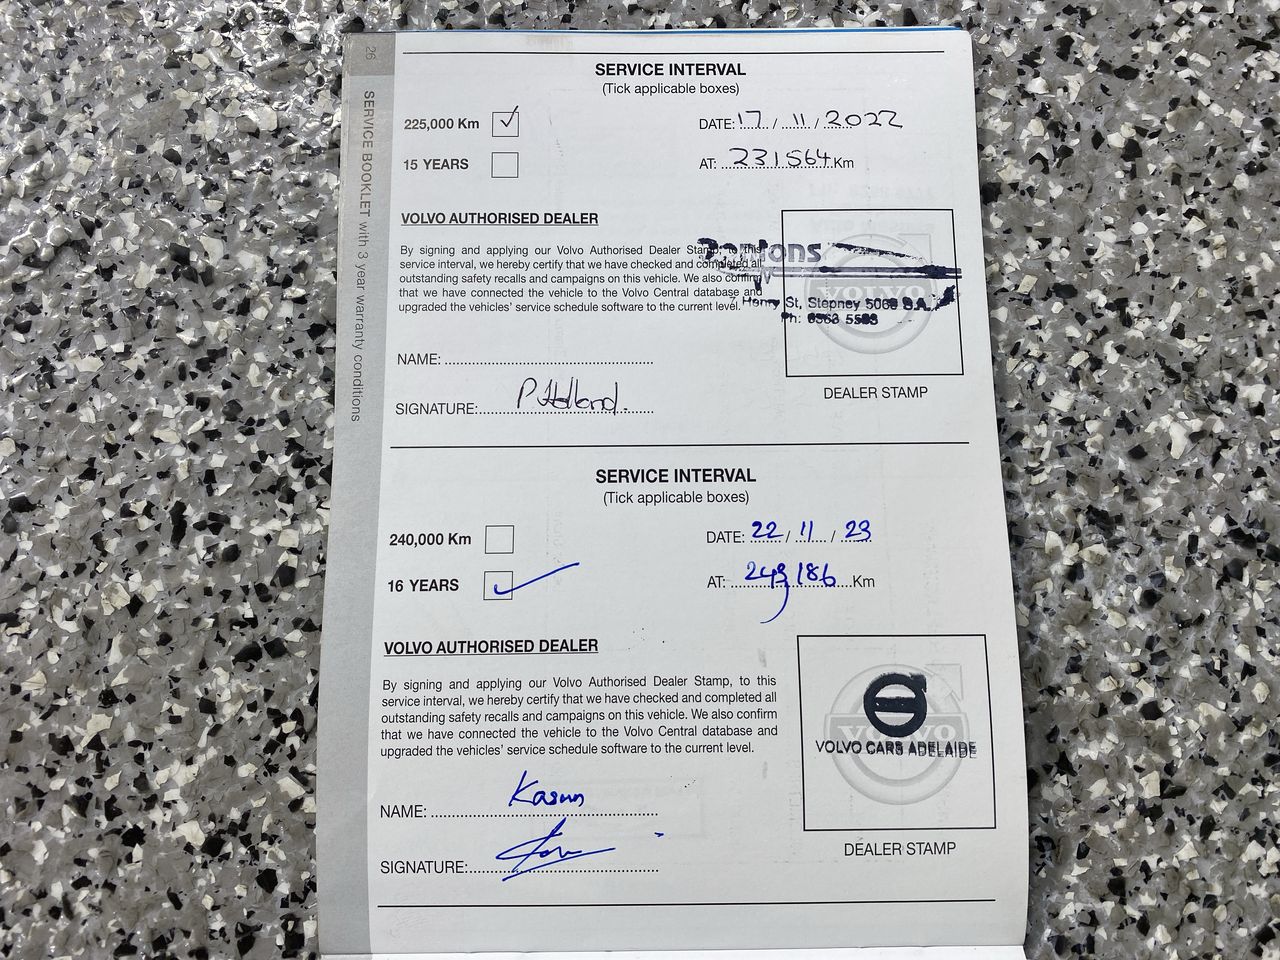 26
SERVICE BOOKLET with 3 year warranty conditions
SERVICE INTERVAL
(Tick applicable boxes)
225,000 Km
DATE: 17 / 11 / 2022
15 YEARS
AT: 231564 Km
VOLVO AUTHORISED DEALER
By signing and applying our Volvo Authorised Dealer Stamp, to this
service interval, we hereby certify that we have checked and completed all
outstanding safety recalls and campaigns on this vehicle. We also confirm
that we have connected the vehicle to the Volvo Central database and
upgraded the vehicles' service schedule software to the current level.
VOLVO
Henry St, Stepney 5069 S.A.
Ph:
NAME:
SIGNATURE: P.Holland.
DEALER STAMP
SERVICE INTERVAL
(Tick applicable boxes)
240,000 Km
DATE: 22 / 11 / 23
16 YEARS
AT: 243,186 Km
VOLVO AUTHORISED DEALER
By signing and applying our Volvo Authorised Dealer Stamp, to this
service interval, we hereby certify that we have checked and completed all
outstanding safety recalls and campaigns on this vehicle. We also confirm
that we have connected the vehicle to the Volvo Central database and
upgraded the vehicles' service schedule software to the current level.
VOLVO
VOLVO CARS ADELAIDE
NAME: Kasun
SIGNATURE:
DEALER STAMP